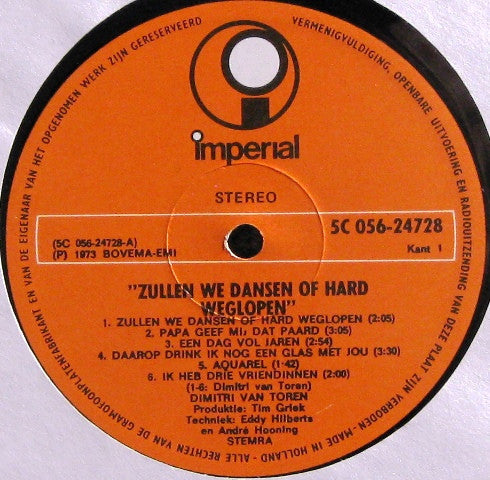 imperial
STEREO
5C 056-24728
(5C 056-24728-A)
Kant 1
(P) 1973 BOVEMA-EMI
"ZULLEN WE DANSEN OF HARD
WEGLOPEN"
1. ZULLEN WE DANSEN OF HARD WEGLOPEN (2:05)
2. PAPA GEEF MIJ DAT PAARD (3:05)
3. EEN DAG VOL JAREN (2:54)
4. DAAROP DRINK IK NOG EEN GLAS MET JOU (3:30)
5. AQUAREL (1:42)
6. IK HEB DRIE VRIENDINNEN (2:00)
(1-6: Dimitri van Toren)
DIMITRI VAN TOREN
Produktie: Tim Griek
Techniek: Eddy Hilberts
en André Hooning
STEMRA
ALLE RECHTEN VAN DE GRAMOFOONPLATENFABRIKANT EN VAN DE EIGENAAR VAN HET OPGENOMEN WERK ZIJN GERESERVEERD
VERMENIGVULDIGING, OPENBARE UITVOERING EN RADIOUITZENDING VAN DEZE PLAAT ZIJN VERBODEN-MADE IN HOLLAND -